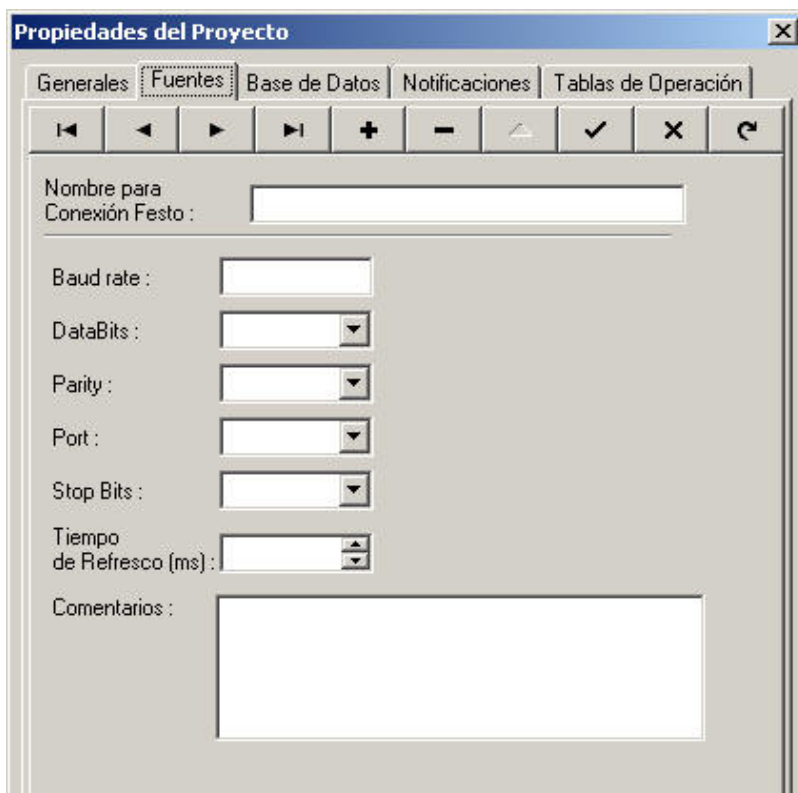 Propiedades del Proyecto
Generales Fuentes Base de Datos Notificaciones Tablas de Operación
Nombre para
Conexión Festo :
Baud rate :
DataBits :
Parity :
Port :
Stop Bits :
Tiempo
de Refresco (ms) :
Comentarios :